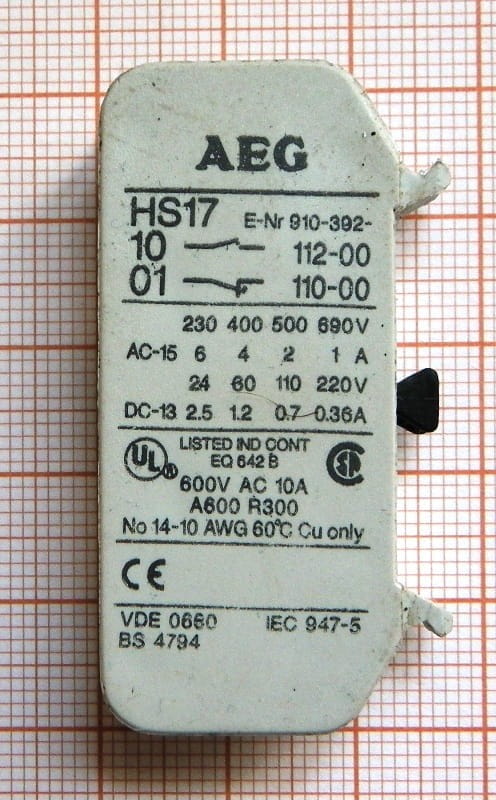 AEG
HS17 E-Nr 910-392-
10 112-00
01 110-00
230 400 500 690V
AC-15 6 4 2 1 A
24 60 110 220V
DC-13 2.5 1.2 0.7 0.36A
LISTED IND CONT
UL ® EQ 642 B SA
600V AC 10A
A600 R300
No 14-10 AWG 60°C Cu only
CE
VDE 0660 IEC 947-5
BS 4794